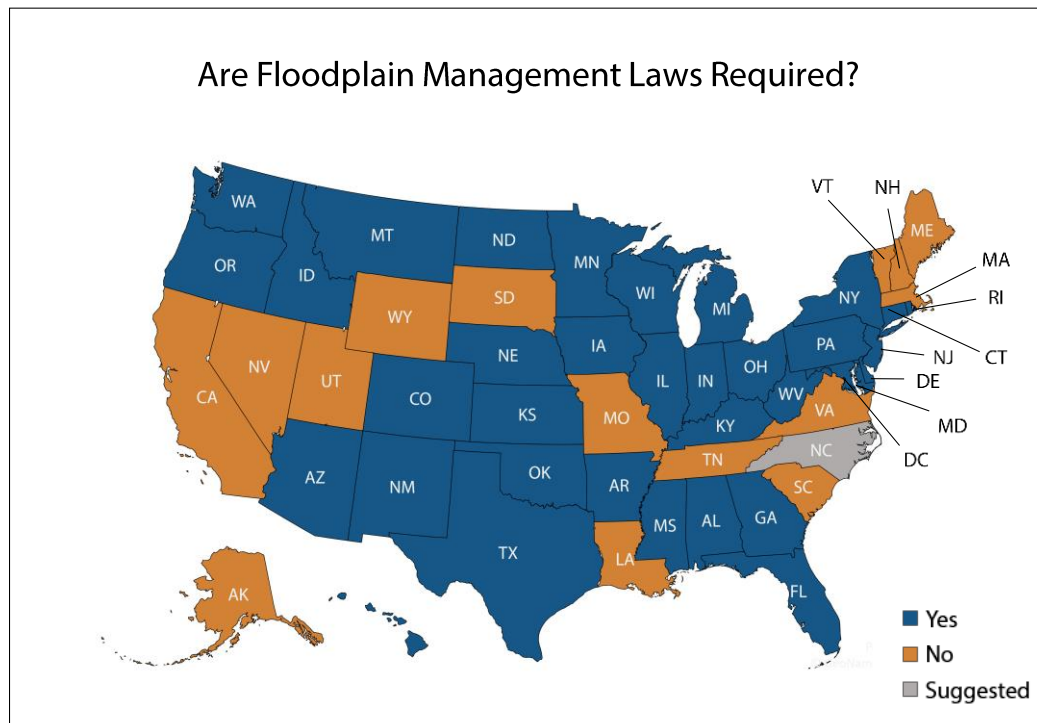 Are Floodplain Management Laws Required?
VT
NH
WA
ME
MT
ND
MN
OR
ID
MA
WI
SD
NY
RI
MI
WY
IA
PA
NE
NJ
CT
OH
NV
IL
IN
UT
DE
CA
CO
WV
VA
KS
MO
KY
MD
NC
DC
TN
OK
AZ
NM
AR
SC
GA
MS
AL
TX
LA
FL
AK
Yes
No
Suggested